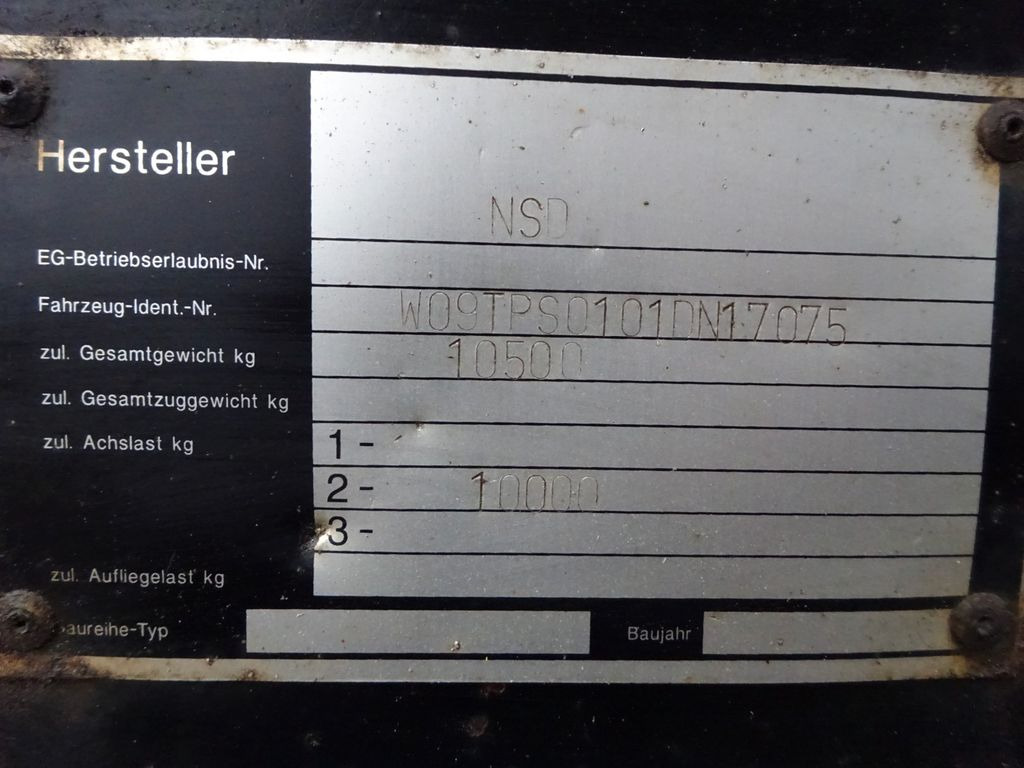 Hersteller
NSD
EG-Betriebserlaubnis-Nr.
Fahrzeug-Ident.-Nr. W09TPS0101DN17075
zul. Gesamtgewicht kg 10500
zul. Gesamtzuggewicht kg
zul. Achslast kg 1-
2- 10000
3-
zul. Aufliegelast kg
Baureihe-Typ Baujahr